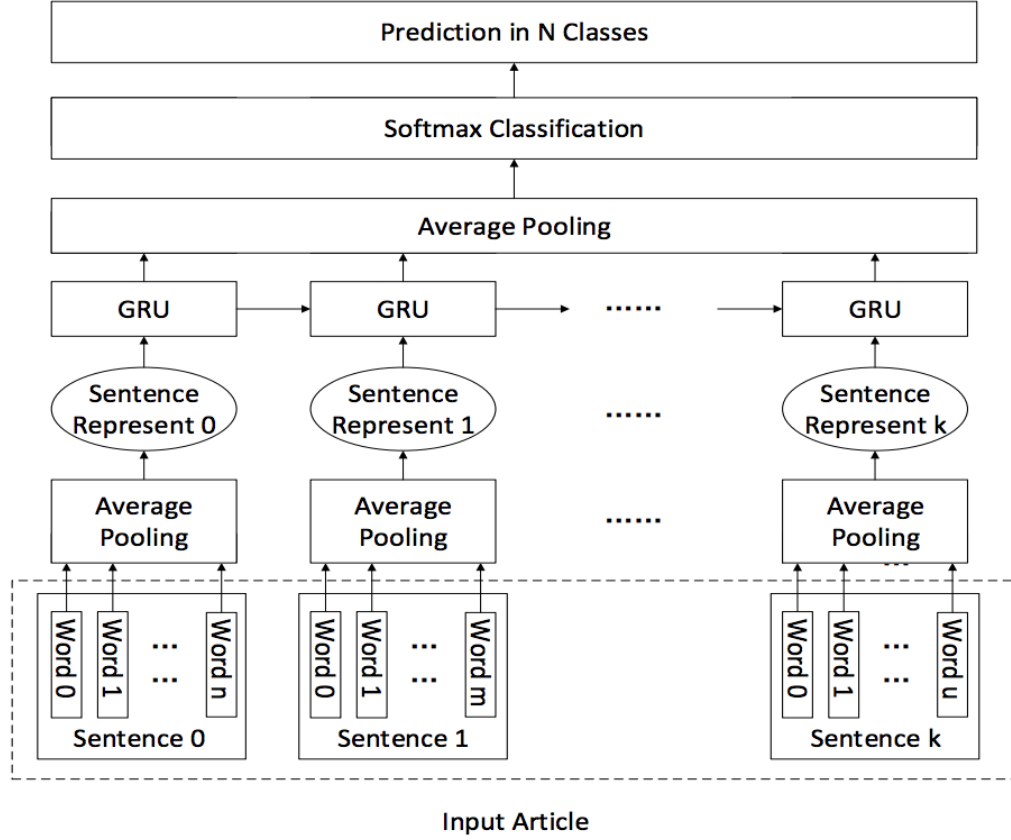 Prediction in N Classes
Softmax Classification
Average Pooling
GRU GRU ...... GRU
Sentence Sentence Sentence
Represent 0 Represent 1 ...... Represent k
Average Average Average
Pooling Pooling ...... Pooling
...
Word 0 Word 1 ... ... Word n Word 0 Word 1 ... ... Word m Word 0 Word 1 ... ... Word u
Sentence 0 Sentence 1 Sentence k
Input Article